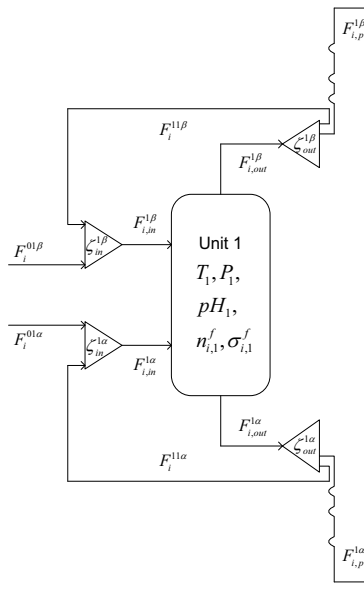 F_{i,p}^{1β}
F_i^{11β}
ζ_{out}^{1β}
F_{i,out}^{1β}
F_{i,in}^{1β}
ζ_{in}^{1β}
F_i^{01β}
Unit 1
T_1, P_1,
pH_1,
n_{i,1}^f, σ_{i,1}^f
F_i^{01α}
ζ_{in}^{1α}
F_{i,in}^{1α}
F_{i,out}^{1α}
ζ_{out}^{1α}
F_i^{11α}
F_{i,p}^{1α}